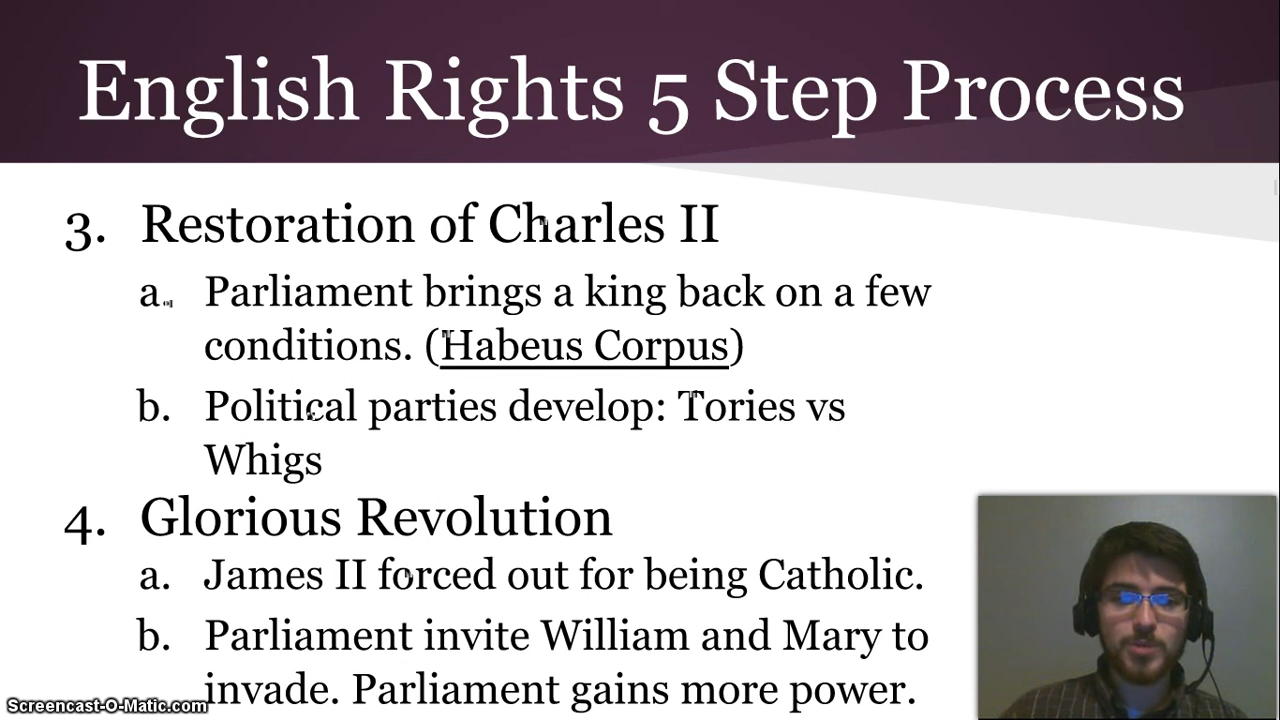 English Rights 5 Step Process
3. Restoration of Charles II
a. Parliament brings a king back on a few
conditions. (Habeus Corpus)
b. Political parties develop: Tories vs
Whigs
4. Glorious Revolution
a. James II forced out for being Catholic.
b. Parliament invite William and Mary to
invade. Parliament gains more power.
Screencast-O-Matic.com